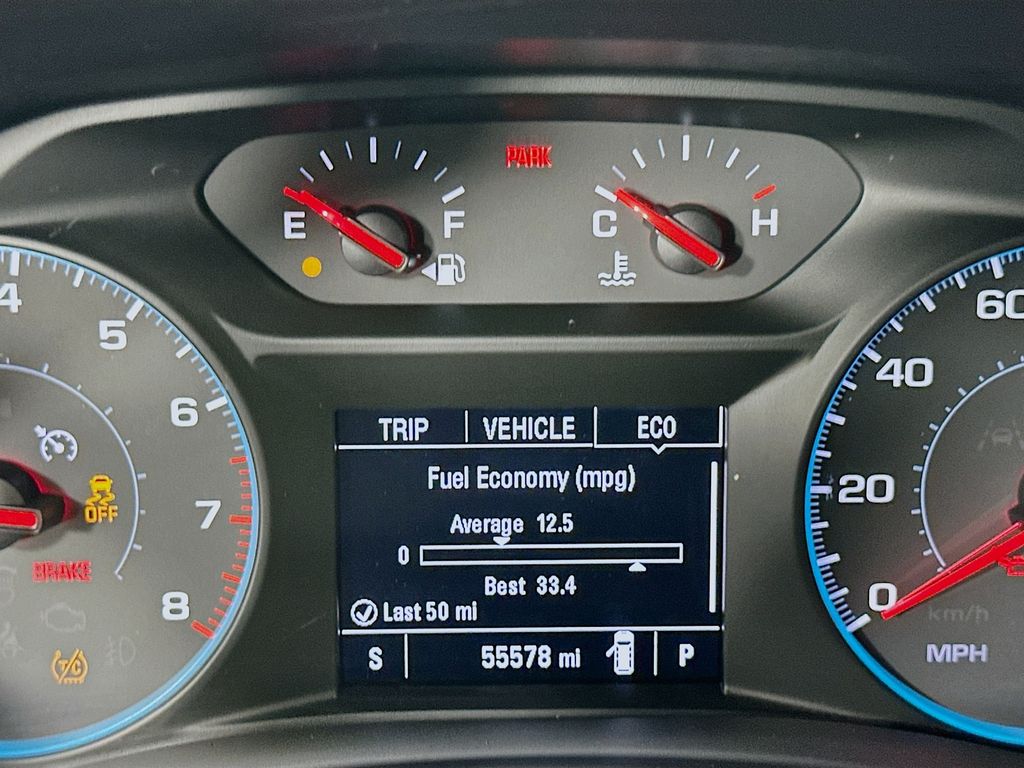 PARK
E F
C H
4
5
6
7
8
OFF
BRAKE
TC
60
40
20
0
km/h
MPH
TRIP VEHICLE ECO
Fuel Economy (mpg)
Average 12.5
0
Best 33.4
Last 50 mi
S 55578 mi P